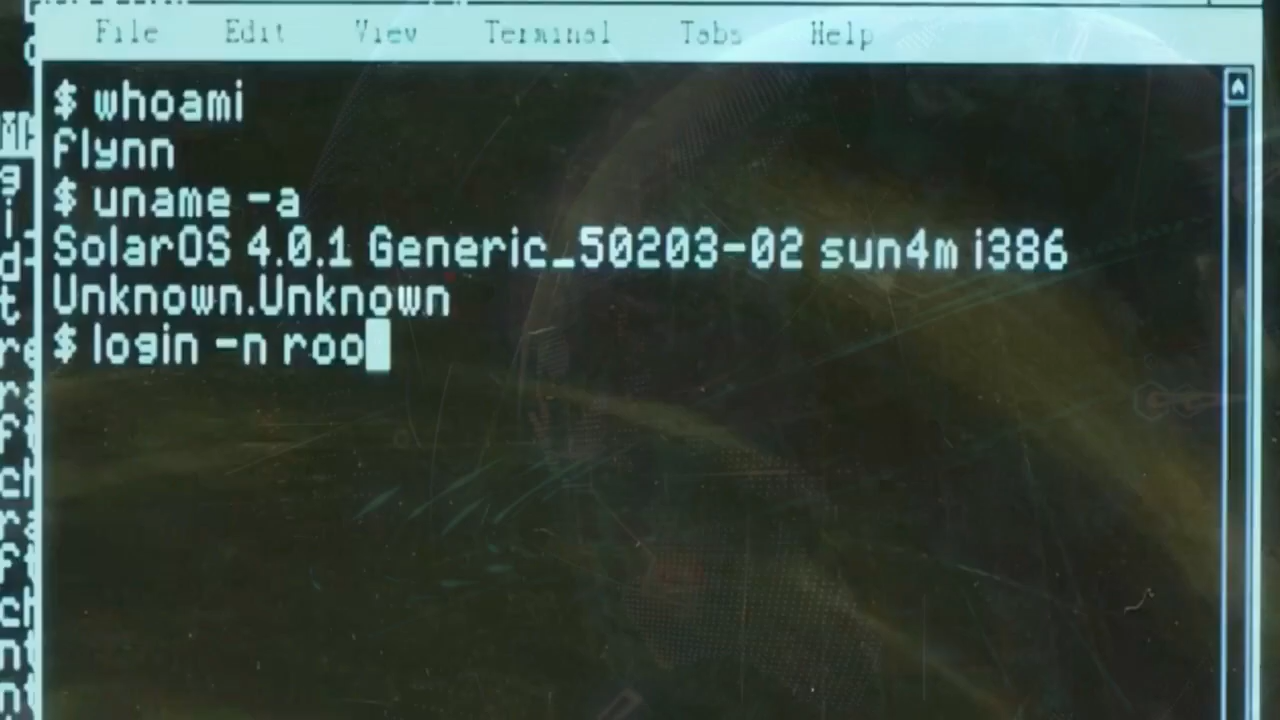 File Edit View Terminal Tabs Help
$ whoami
flynn
$ uname -a
SolarOS 4.0.1 Generic_50203-02 sun4m i386
Unknown.Unknown
$ login -n roo